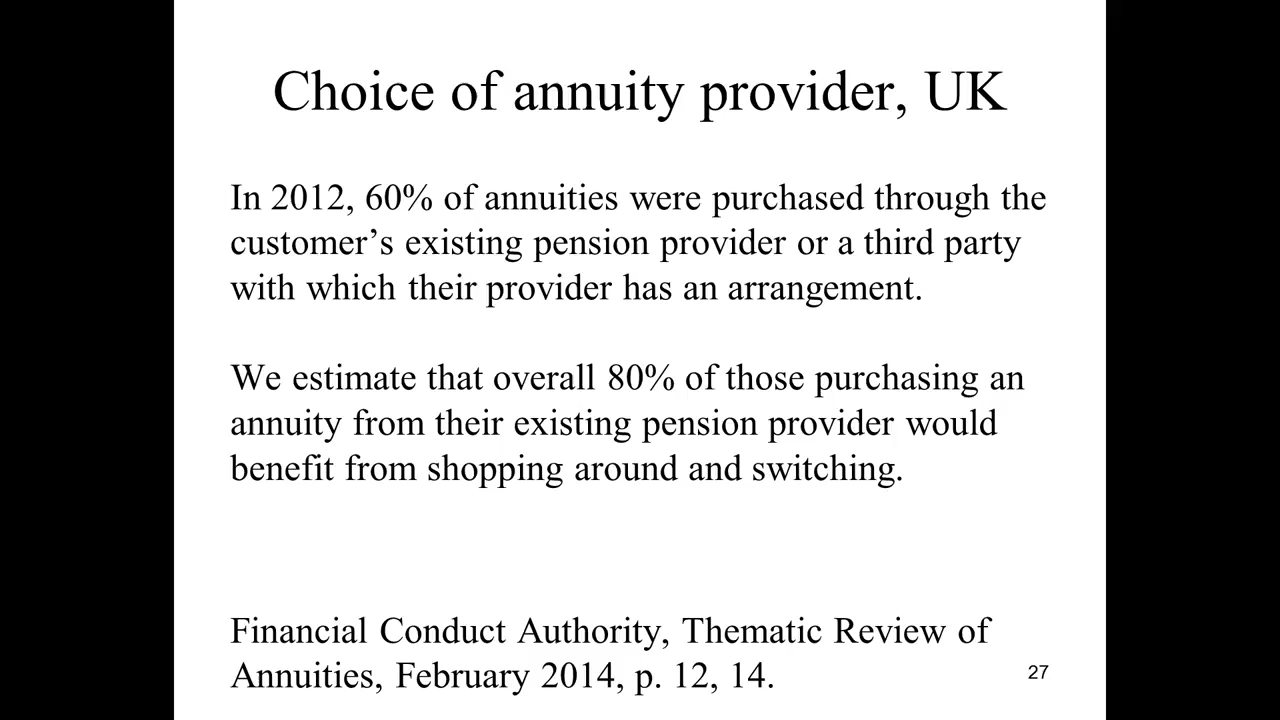 Choice of annuity provider, UK
In 2012, 60% of annuities were purchased through the
customer’s existing pension provider or a third party
with which their provider has an arrangement.
We estimate that overall 80% of those purchasing an
annuity from their existing pension provider would
benefit from shopping around and switching.
Financial Conduct Authority, Thematic Review of
Annuities, February 2014, p. 12, 14.
27